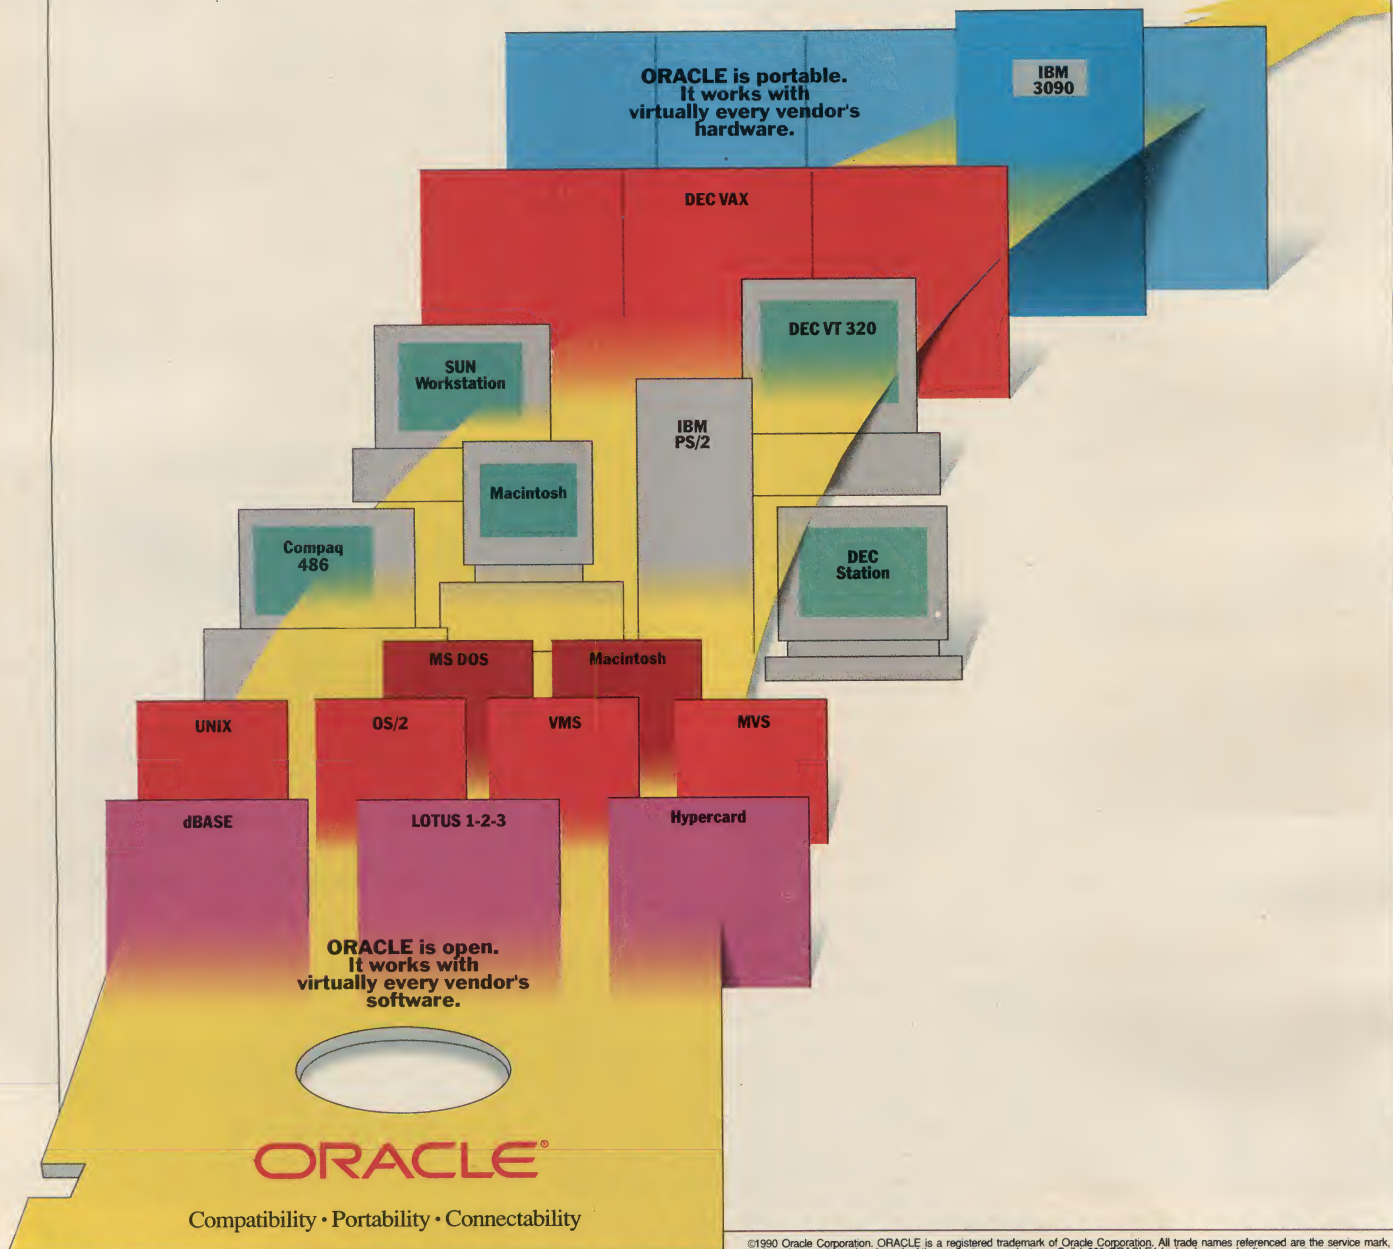 ORACLE is portable.
It works with
virtually every vendor's
hardware.
IBM
3090
DEC VAX
DEC VT 320
SUN
Workstation
IBM
PS/2
Macintosh
Compaq
486
DEC
Station
MS DOS
Macintosh
UNIX
OS/2
VMS
MVS
dBASE
LOTUS 1-2-3
Hypercard
ORACLE is open.
It works with
virtually every vendor's
software.
ORACLE®
Compatibility • Portability • Connectability
©1990 Oracle Corporation. ORACLE is a registered trademark of Oracle Corporation. All trade names referenced are the service mark,